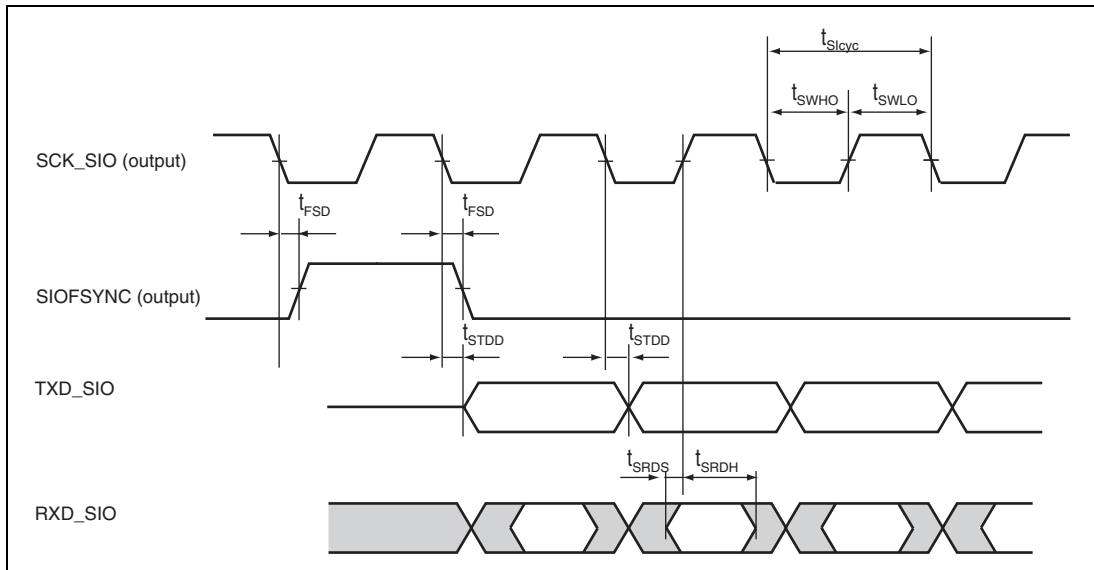 tSIcyc
tSWHO tSWLO
SCK_SIO (output)
tFSD tFSD
SIOFSYNC (output)
tSTDD tSTDD
TXD_SIO
tSRDS tSRDH
RXD_SIO